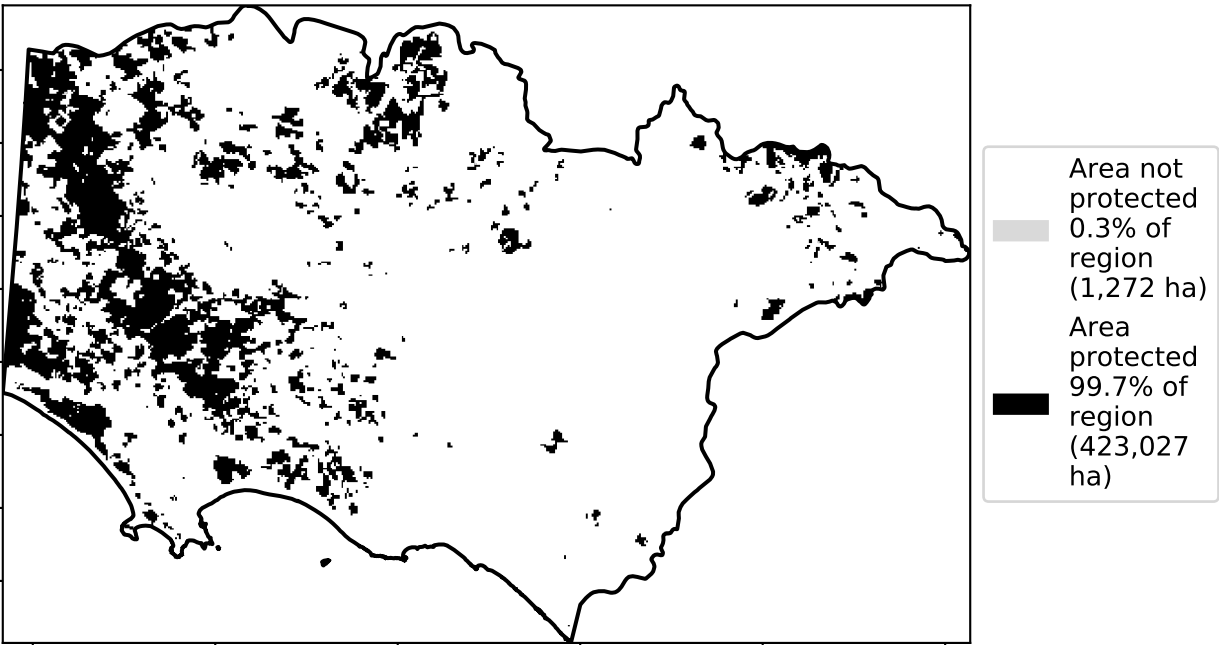 Area not
protected
0.3% of
region
(1,272 ha)
Area
protected
99.7% of
region
(423,027
ha)